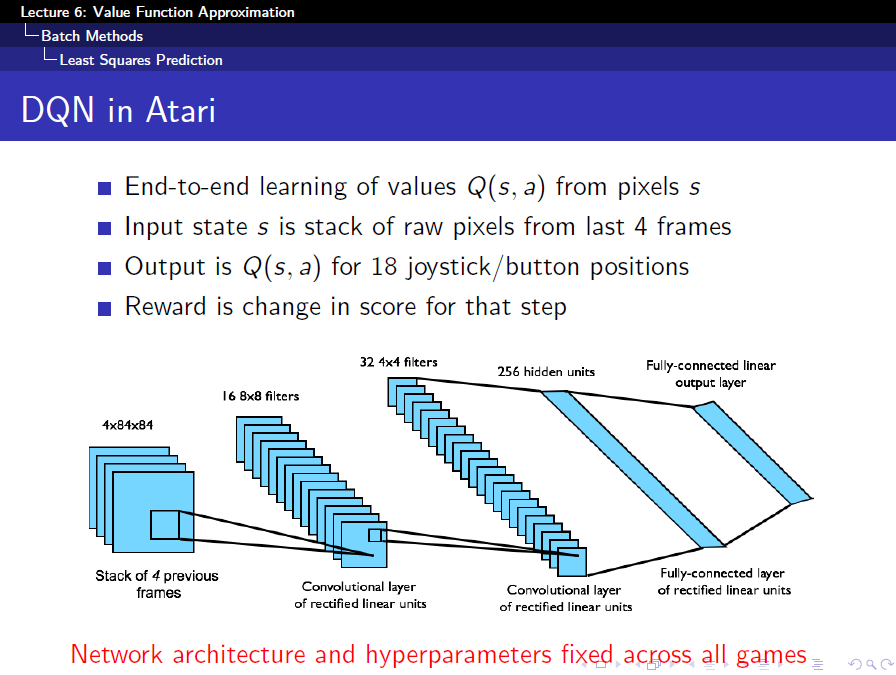 Lecture 6: Value Function Approximation
Batch Methods
Least Squares Prediction
DQN in Atari
End-to-end learning of values Q(s, a) from pixels s
Input state s is stack of raw pixels from last 4 frames
Output is Q(s, a) for 18 joystick/button positions
Reward is change in score for that step
4x84x84
Stack of 4 previous
frames
16 8x8 filters
Convolutional layer
of rectified linear units
32 4x4 filters
Convolutional layer
of rectified linear units
256 hidden units
Fully-connected layer
of rectified linear units
Fully-connected linear
output layer
Network architecture and hyperparameters fixed across all games